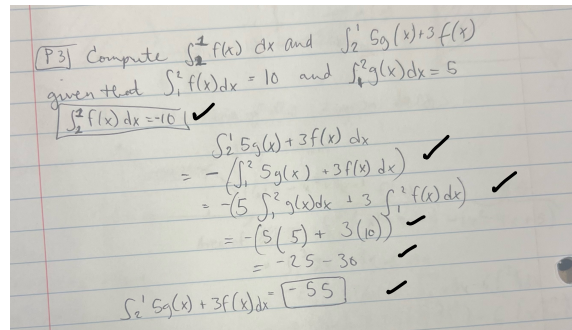 (P3) Compute ∫₂¹ f(x) dx and ∫₂¹ 5g(x)+3f(x)
given that ∫₁² f(x)dx = 10 and ∫₁² g(x)dx = 5
∫₂¹ f(x) dx = -10 ✓
∫₂¹ 5g(x)+3f(x) dx
= -(∫₁² 5g(x) + 3f(x) dx) ✓
= -(5 ∫₁² g(x)dx + 3 ∫₁² f(x) dx) ✓
= -(5(5) + 3(10)) ✓
= -25-30 ✓
∫₂¹ 5g(x) + 3f(x)dx = -55 ✓